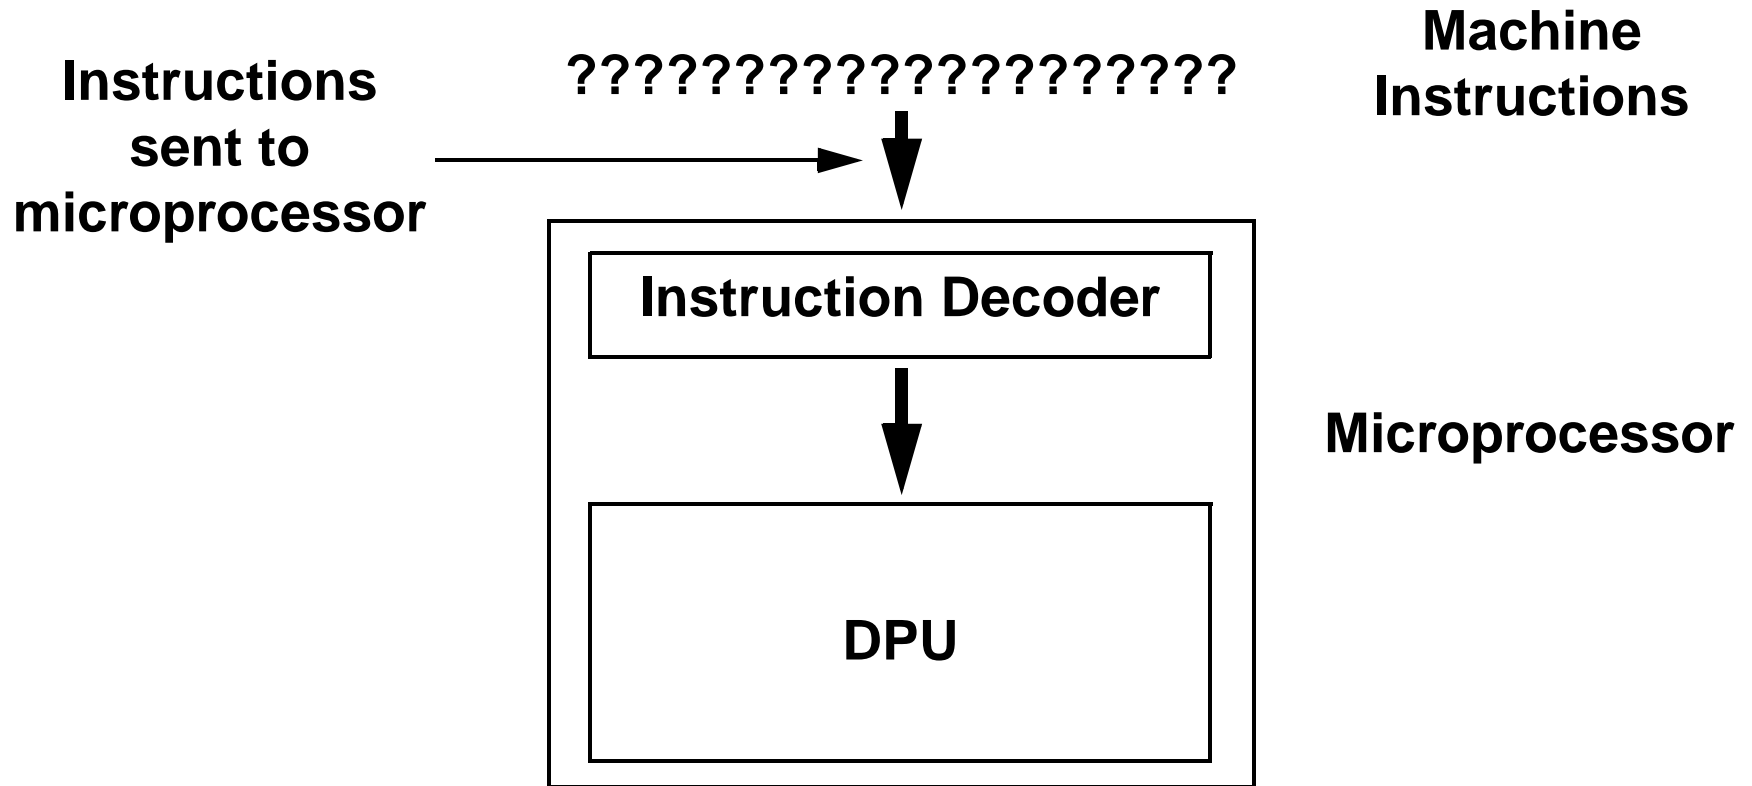 Instructions
sent to
microprocessor
????????????????????
Machine
Instructions
Instruction Decoder
DPU
Microprocessor